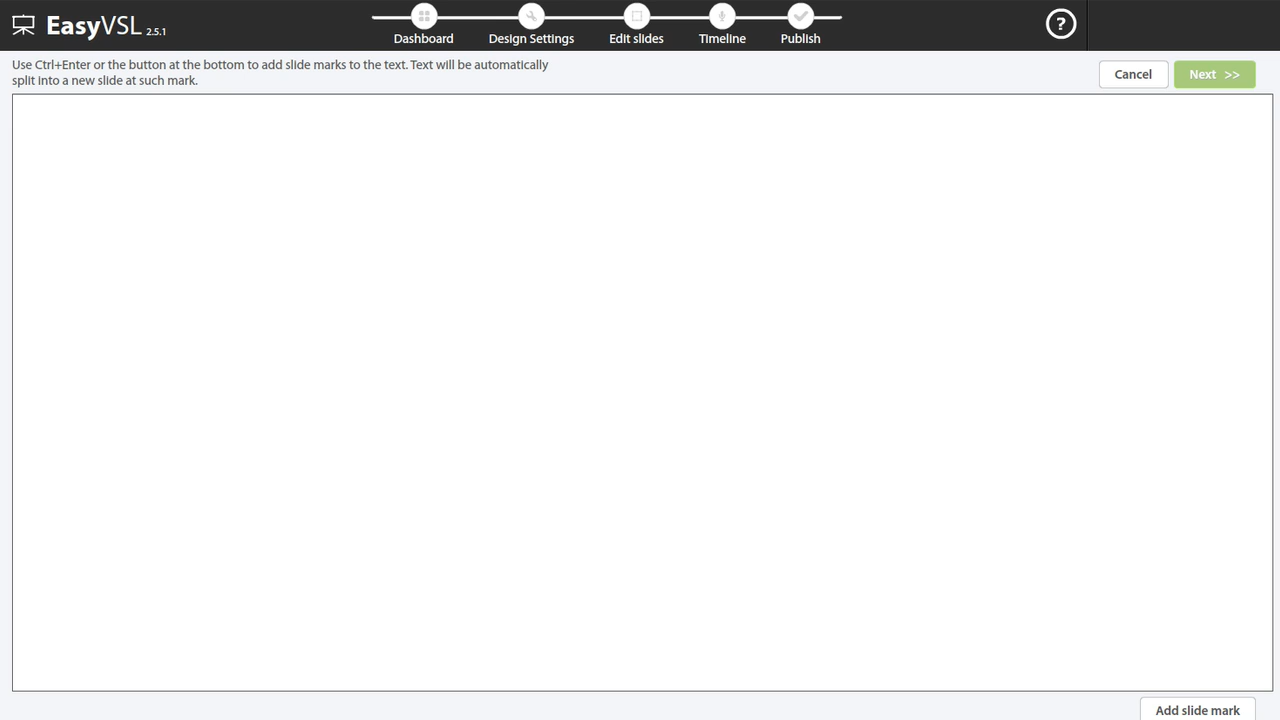 EasyVSL 2.5.1
Dashboard
Design Settings
Edit slides
Timeline
Publish
?
Use Ctrl+Enter or the button at the bottom to add slide marks to the text. Text will be automatically
split into a new slide at such mark.
Cancel
Next >>
Add slide mark